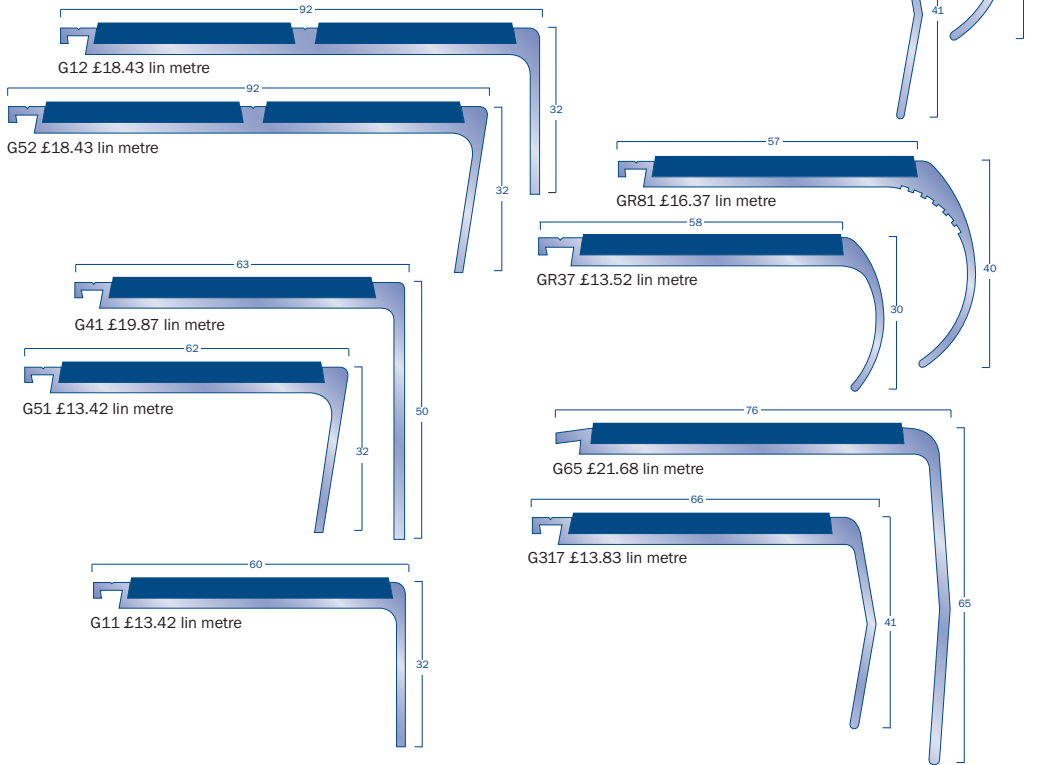 92
41
G12 £18.43 lin metre
32
92
G52 £18.43 lin metre
32
57
GR81 £16.37 lin metre
40
58
GR37 £13.52 lin metre
30
63
G41 £19.87 lin metre
50
62
G51 £13.42 lin metre
32
76
G65 £21.68 lin metre
65
66
G317 £13.83 lin metre
41
60
G11 £13.42 lin metre
32